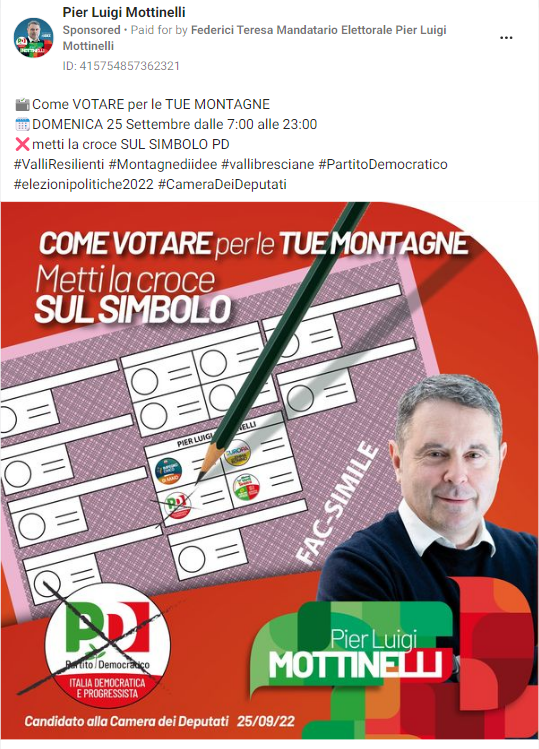 Pier Luigi Mottinelli
Sponsored • Paid for by Federici Teresa Mandatario Elettorale Pier Luigi
Mottinelli
ID: 415754857362321
🗳Come VOTARE per le TUE MONTAGNE
🗓DOMENICA 25 Settembre dalle 7:00 alle 23:00
❌metti la croce SUL SIMBOLO PD
#ValliResilienti #Montagnediidee #vallibresciane #PartitoDemocratico
#elezionipolitiche2022 #CameraDeiDeputati
COME VOTARE per le TUE MONTAGNE
Metti la croce
SUL SIMBOLO
FAC-SIMILE
PD
Partito Democratico
ITALIA DEMOCRATICA
E PROGRESSISTA
Pier Luigi
MOTTINELLI
Candidato alla Camera dei Deputati 25/09/22